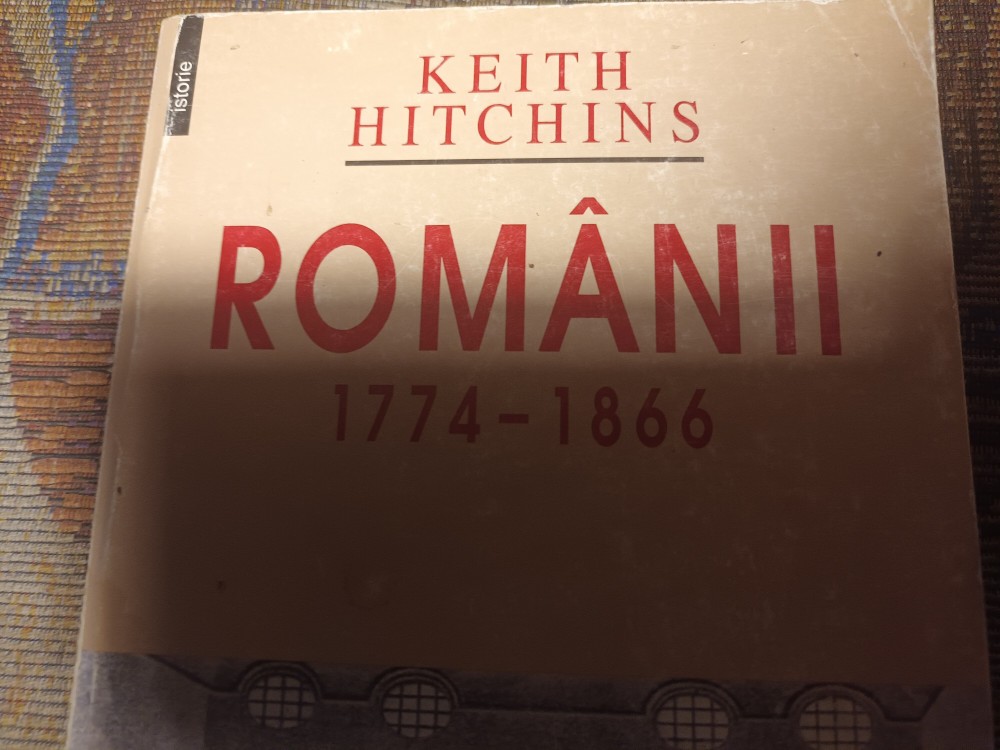 istorie
KEITH
HITCHINS
ROMÂNII
1774 – 1866